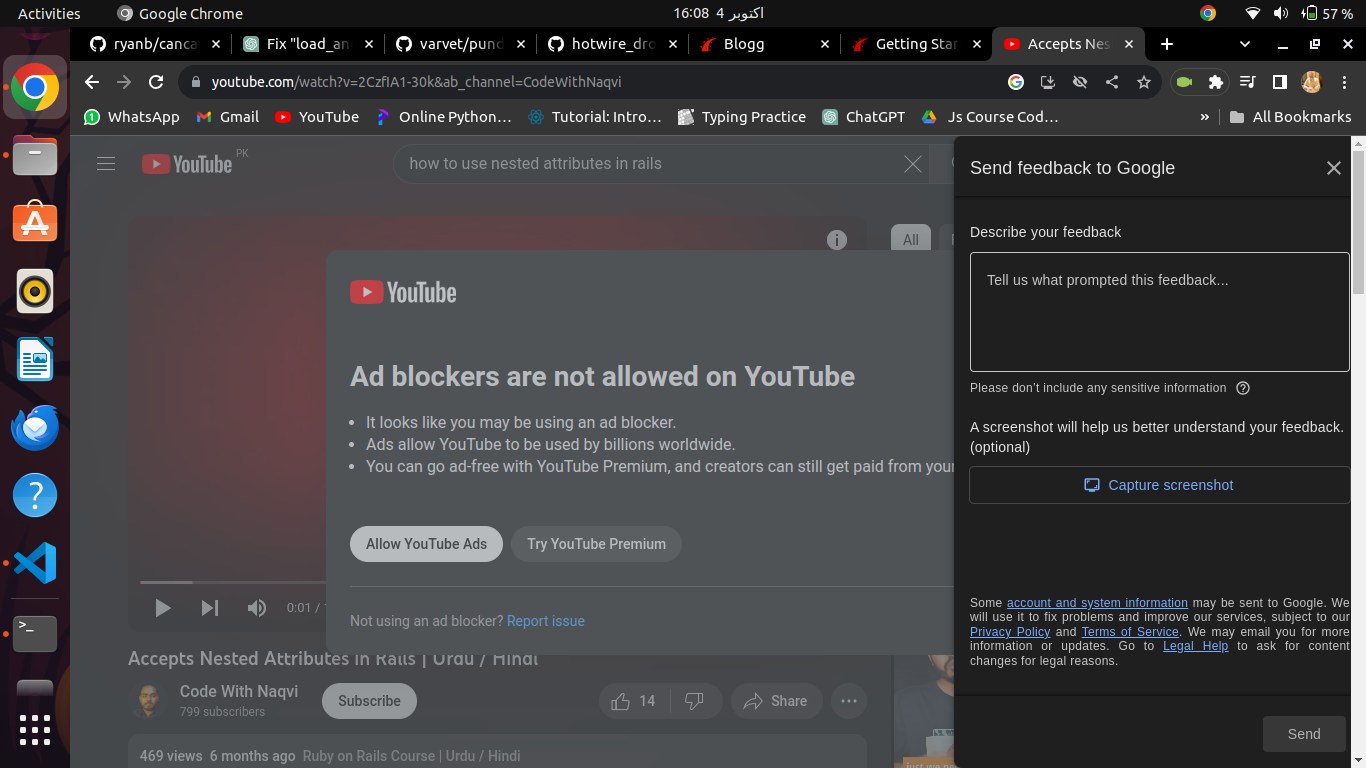 Activities
Google Chrome
اکتوبر 4 16:08
57 %
ryanb/canca
Fix "load_an
varvet/pund
hotwire_dro
Blogg
Getting Star
Accepts Nes
youtube.com/watch?v=2CzfIA1-30k&ab_channel=CodeWithNaqvi
WhatsApp
Gmail
YouTube
Online Python…
Tutorial: Intro…
Typing Practice
ChatGPT
Js Course Cod…
»
All Bookmarks
YouTube PK
how to use nested attributes in rails
Send feedback to Google
All
Describe your feedback
Tell us what prompted this feedback...
Please don't include any sensitive information
A screenshot will help us better understand your feedback.
(optional)
Capture screenshot
Some account and system information may be sent to Google. We
will use it to fix problems and improve our services, subject to our
Privacy Policy and Terms of Service. We may email you for more
information or updates. Go to Legal Help to ask for content
changes for legal reasons.
Send
YouTube
Ad blockers are not allowed on YouTube
It looks like you may be using an ad blocker.
Ads allow YouTube to be used by billions worldwide.
You can go ad-free with YouTube Premium, and creators can still get paid from your
Allow YouTube Ads
Try YouTube Premium
Not using an ad blocker? Report issue
0:01 /
Accepts Nested Attributes in Rails | Urdu / Hindi
Code With Naqvi
799 subscribers
Subscribe
14
Share
469 views 6 months ago Ruby on Rails Course | Urdu / Hindi